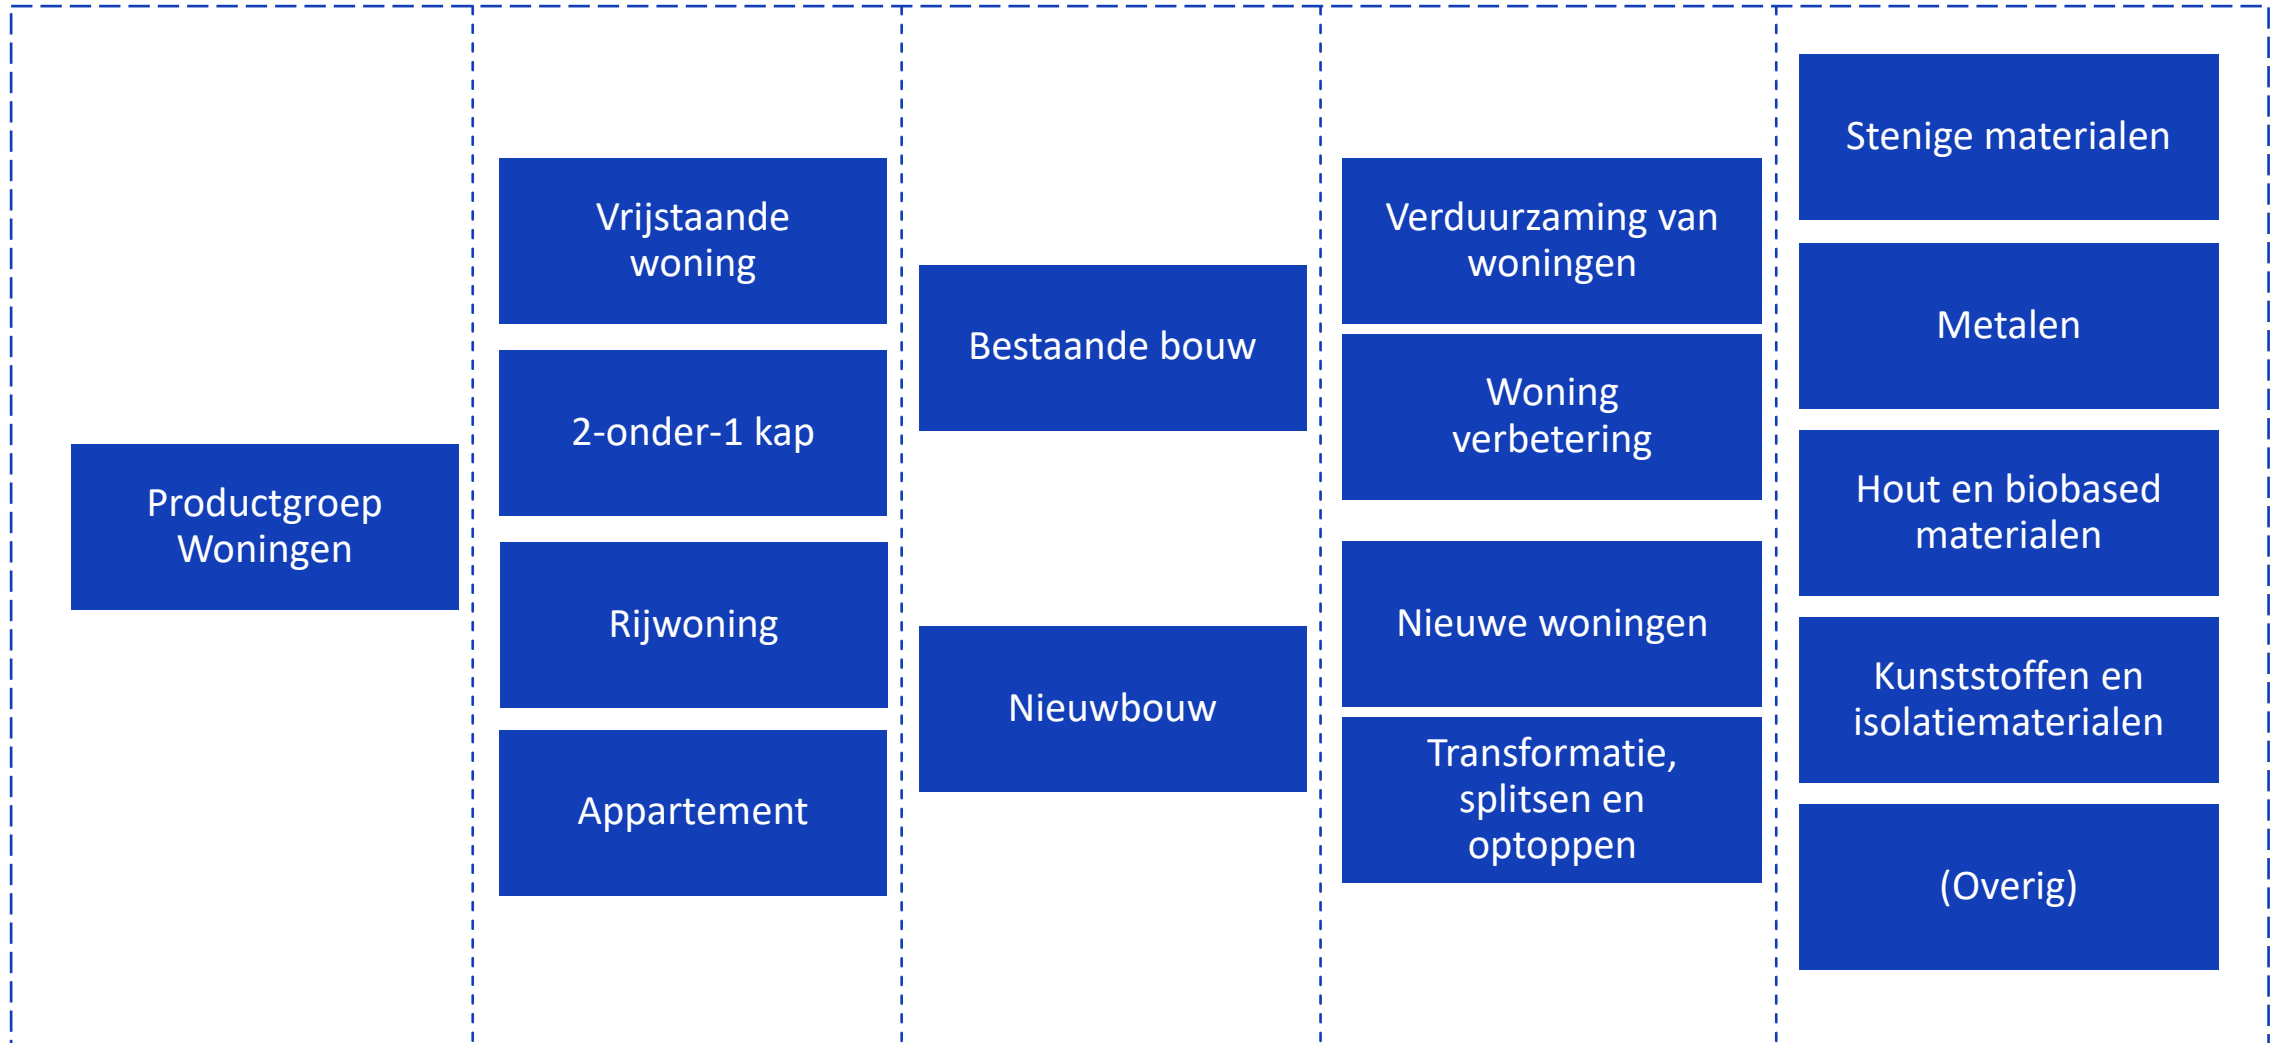 Productgroep
Woningen
Vrijstaande
woning
2-onder-1 kap
Rijwoning
Appartement
Bestaande bouw
Nieuwbouw
Verduurzaming van
woningen
Woning
verbetering
Nieuwe woningen
Transformatie,
splitsen en
optoppen
Stenige materialen
Metalen
Hout en biobased
materialen
Kunststoffen en
isolatiematerialen
(Overig)